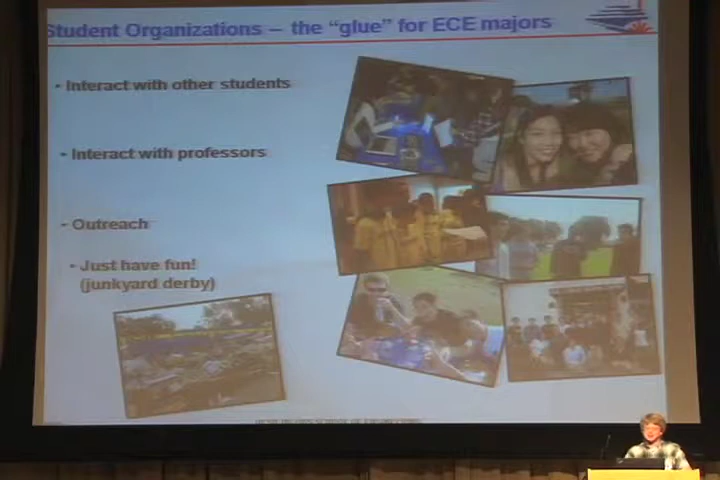 Student Organizations – the “glue” for ECE majors
• Interact with other students
• Interact with professors
• Outreach
• Just have fun!
(junkyard derby)